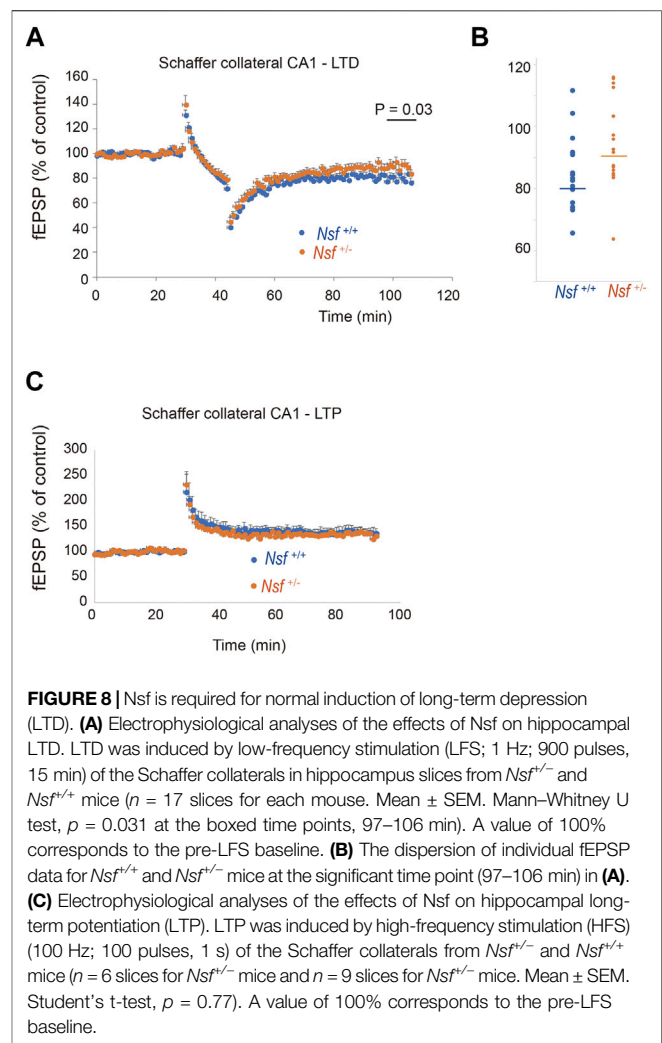 A
Schaffer collateral CA1 - LTD
160
140
120
100
80
60
40
20
0
fEPSP (% of control)
P = 0.03
Nsf +/+
Nsf +/-
0 20 40 60 80 100 120
Time (min)
B
120
100
80
60
Nsf +/+ Nsf +/-
C
Schaffer collateral CA1 - LTP
300
250
200
150
100
50
0
fEPSP (% of control)
Nsf +/+
Nsf +/-
0 20 40 60 80 100
Time (min)
FIGURE 8 | Nsf is required for normal induction of long-term depression
(LTD). (A) Electrophysiological analyses of the effects of Nsf on hippocampal
LTD. LTD was induced by low-frequency stimulation (LFS; 1 Hz; 900 pulses,
15 min) of the Schaffer collaterals in hippocampus slices from Nsf+/− and
Nsf+/+ mice (n = 17 slices for each mouse. Mean ± SEM. Mann–Whitney U
test, p = 0.031 at the boxed time points, 97–106 min). A value of 100%
corresponds to the pre-LFS baseline. (B) The dispersion of individual fEPSP
data for Nsf+/+ and Nsf+/− mice at the significant time point (97–106 min) in (A).
(C) Electrophysiological analyses of the effects of Nsf on hippocampal long-
term potentiation (LTP). LTP was induced by high-frequency stimulation (HFS)
(100 Hz; 100 pulses, 1 s) of the Schaffer collaterals from Nsf+/− and Nsf+/+
mice (n = 6 slices for Nsf+/− mice and n = 9 slices for Nsf+/− mice. Mean ± SEM.
Student's t-test, p = 0.77). A value of 100% corresponds to the pre-LFS
baseline.